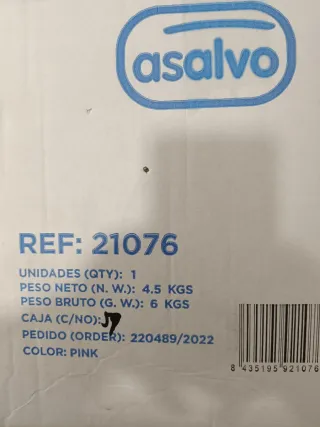 asalvo
REF: 21076
UNIDADES (QTY): 1
PESO NETO (N. W.): 4.5 KGS
PESO BRUTO (G. W.): 6 KGS
CAJA (C/NO):
PEDIDO (ORDER): 220489/2022
COLOR: PINK
8 435195 921076